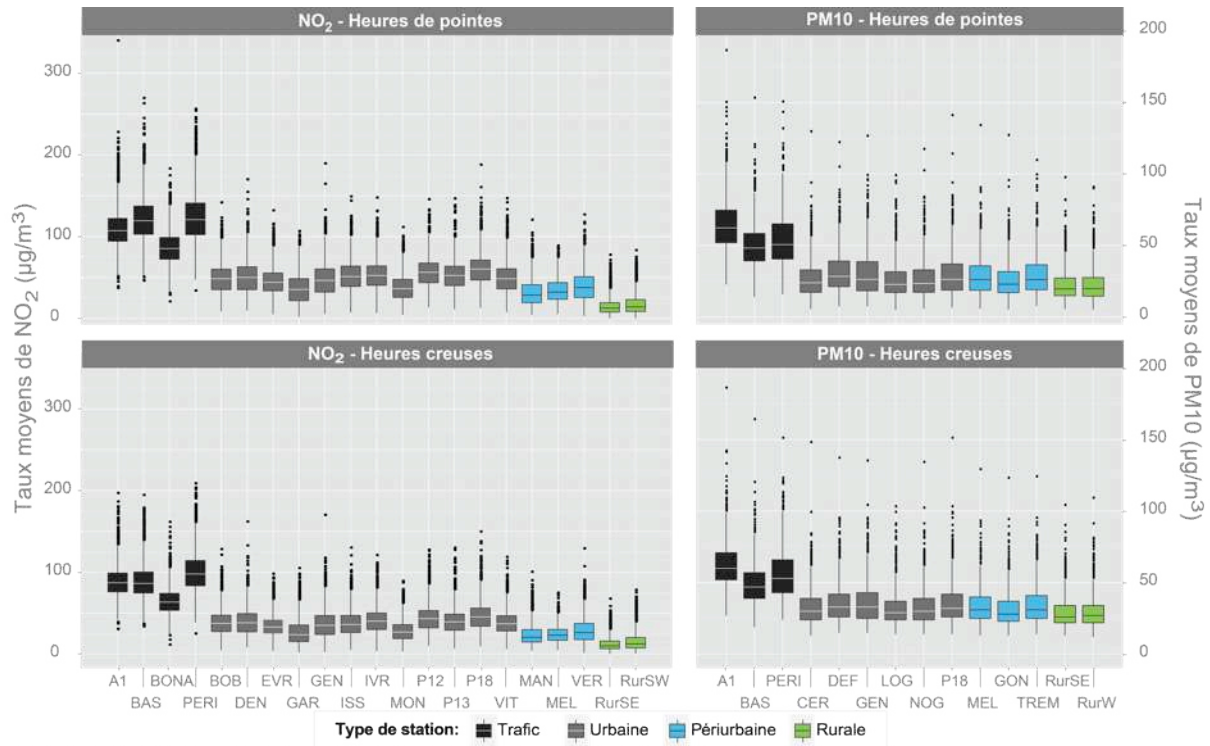 NO₂ - Heures de pointes
PM10 - Heures de pointes
Taux moyens de NO₂ (µg/m³)
300
200
100
0
200
150
100
50
0
Taux moyens de PM10 (µg/m³)
NO₂ - Heures creuses
PM10 - Heures creuses
300
200
100
0
200
150
100
50
0
A1 BONA BOB EVR GEN IVR P12 P18 MAN VER RurSW
BAS PERI DEN GAR ISS MON P13 VIT MEL RurSE
A1 PERI DEF LOG P18 GON RurSE
BAS CER GEN NOG MEL TREM RurW
Type de station: Trafic Urbaine Périurbaine Rurale